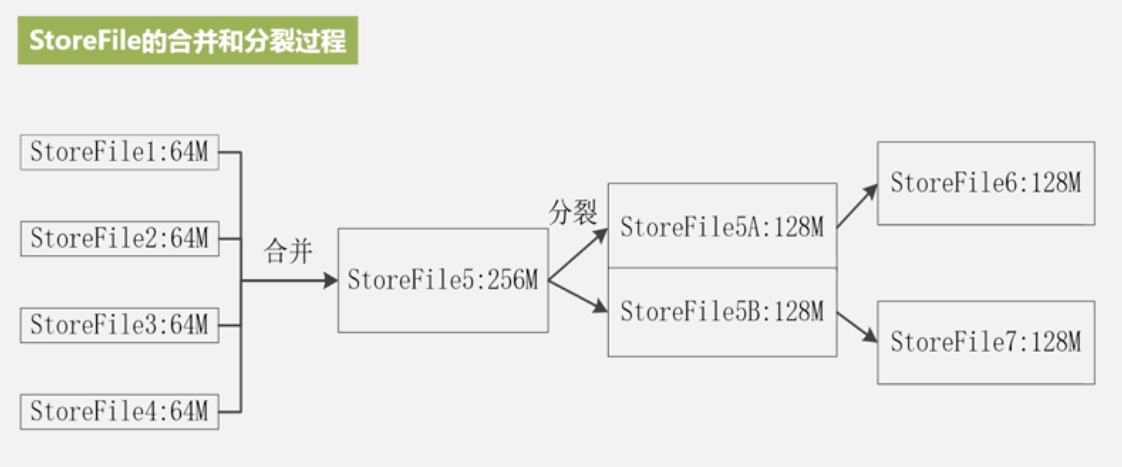 StoreFile的合并和分裂过程
StoreFile1:64M
StoreFile2:64M
StoreFile3:64M
StoreFile4:64M
合并
StoreFile5:256M
分裂
StoreFile5A:128M
StoreFile5B:128M
StoreFile6:128M
StoreFile7:128M